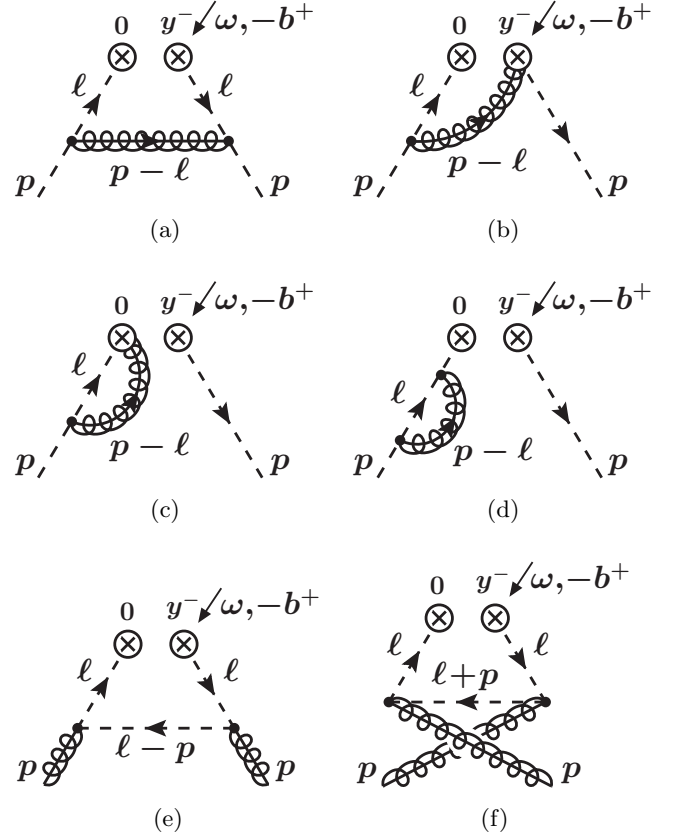 0 y⁻ ω, −b⁺
ℓ ℓ
p p − ℓ p
(a)
0 y⁻ ω, −b⁺
ℓ
p p − ℓ p
(b)
0 y⁻ ω, −b⁺
ℓ
p p − ℓ p
(c)
0 y⁻ ω, −b⁺
ℓ
p p − ℓ p
(d)
0 y⁻ ω, −b⁺
ℓ ℓ
ℓ − p
p p
(e)
0 y⁻ ω, −b⁺
ℓ ℓ
ℓ+p
p p
(f)